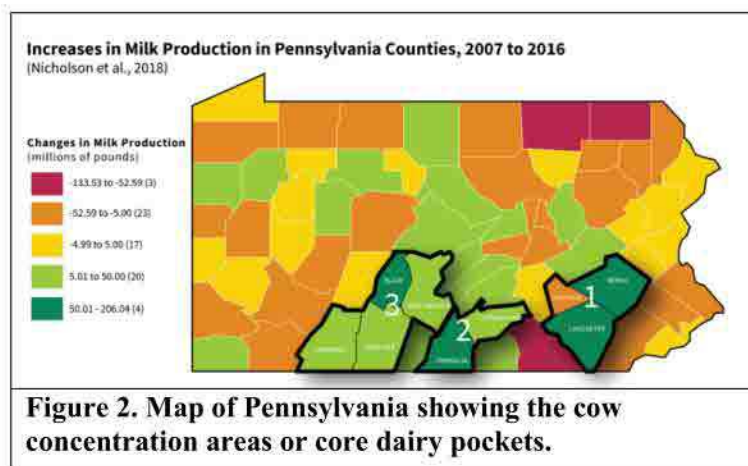 Increases in Milk Production in Pennsylvania Counties, 2007 to 2016
(Nicholson et al., 2018)
Changes in Milk Production
(millions of pounds)
-113.53 to -52.59 (3)
-52.59 to -5.00 (23)
-4.99 to 5.00 (17)
5.01 to 50.00 (20)
50.01 - 206.04 (4)
BLAIR
BERKS
1
3
LANCASTER
2
FRANKLIN
Figure 2. Map of Pennsylvania showing the cow
concentration areas or core dairy pockets.